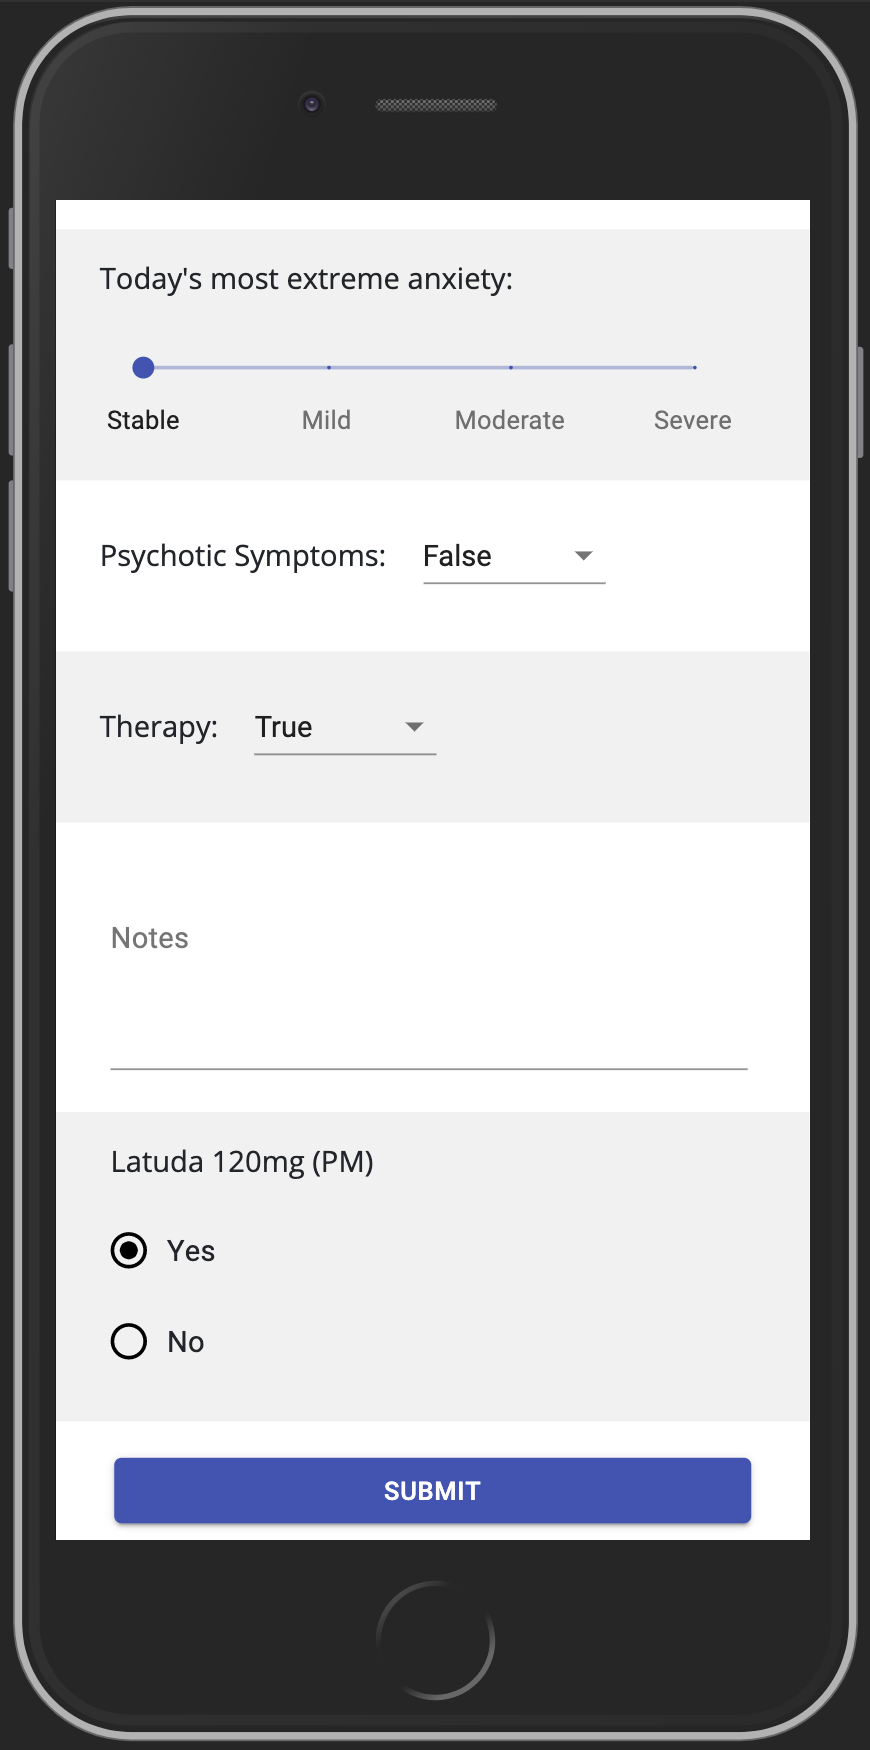 Today's most extreme anxiety:
Stable Mild Moderate Severe
Psychotic Symptoms: False
Therapy: True
Notes
Latuda 120mg (PM)
Yes
No
SUBMIT